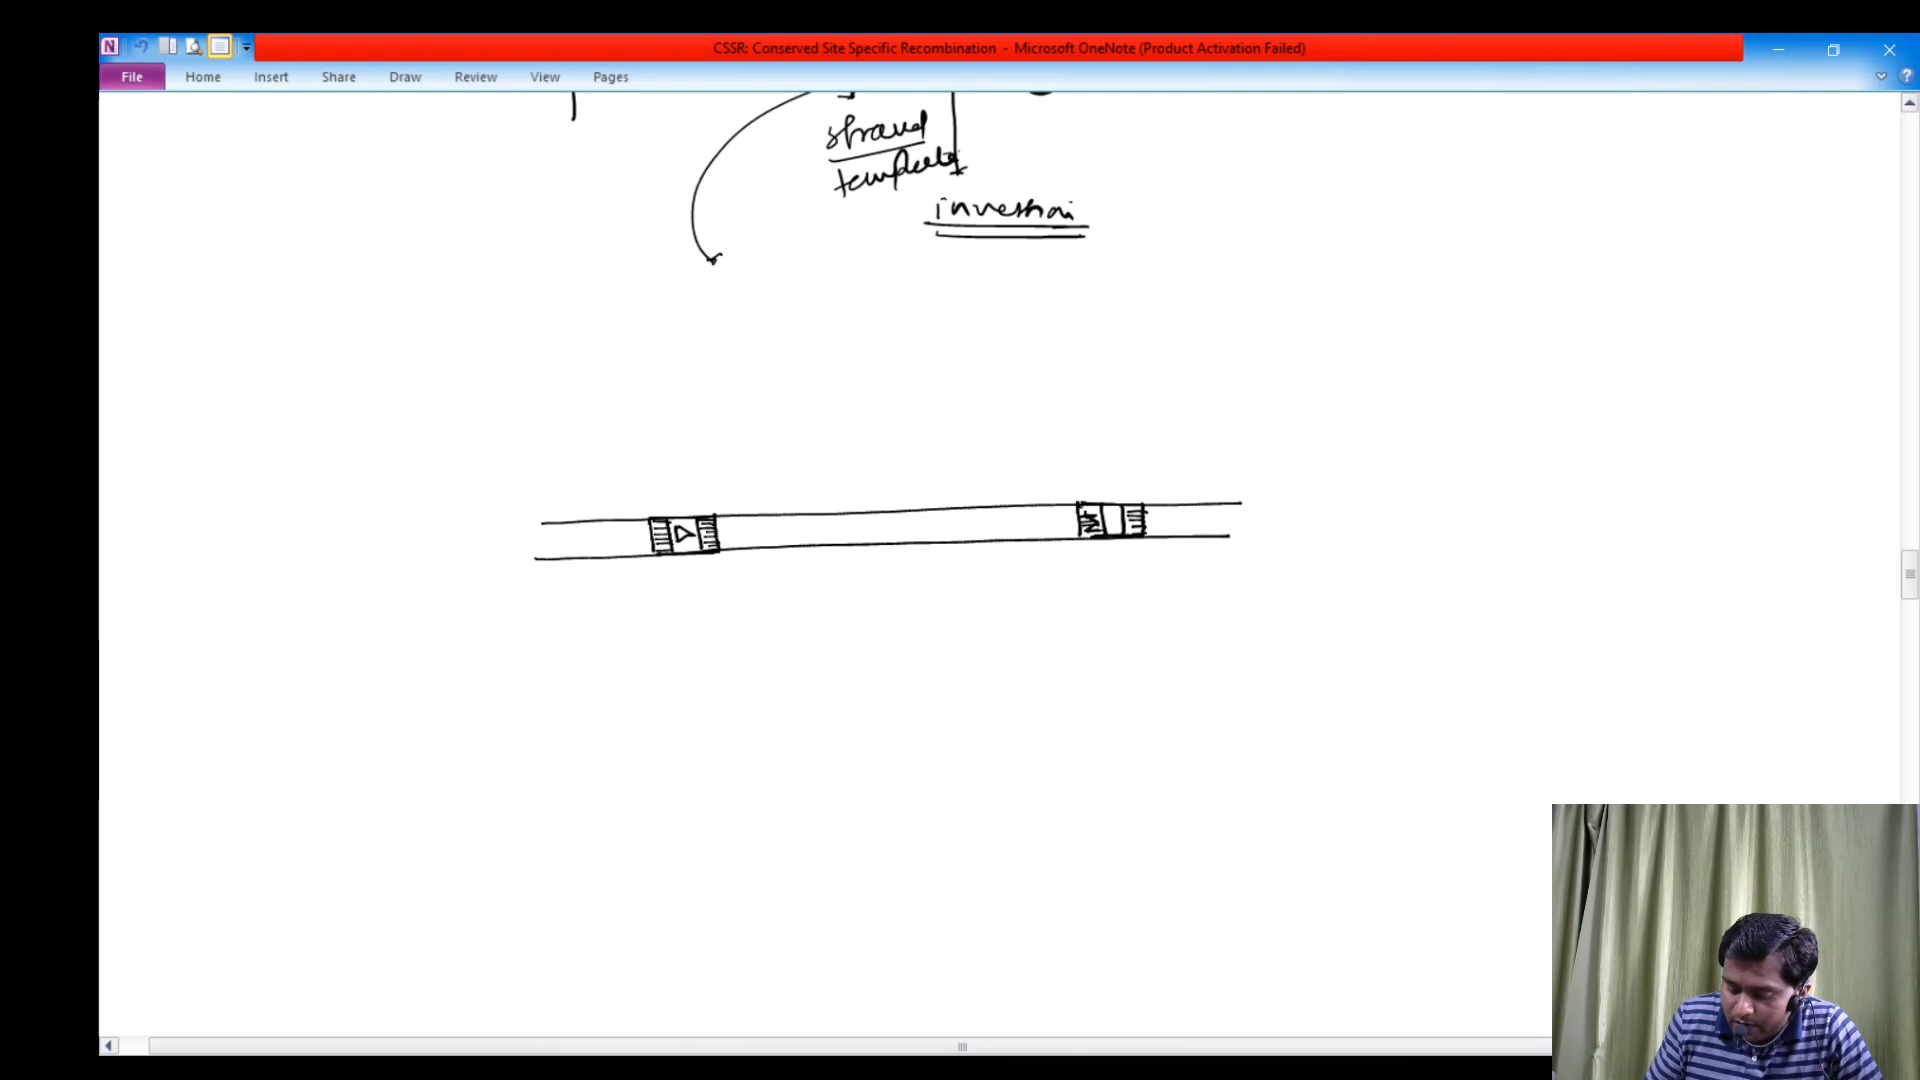 CSSR: Conserved Site Specific Recombination - Microsoft OneNote (Product Activation Failed)
File Home Insert Share Draw Review View Pages
strand
template
inversion